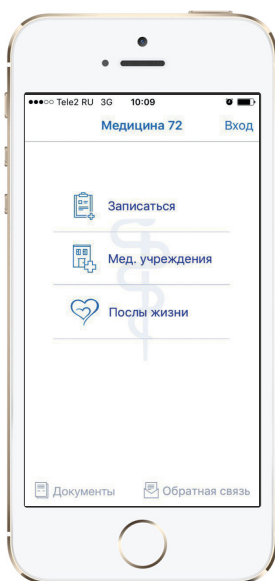 Tele2 RU 3G 10:09
Медицина 72 Вход
Записаться
Мед. учреждения
Послы жизни
Документы Обратная связь